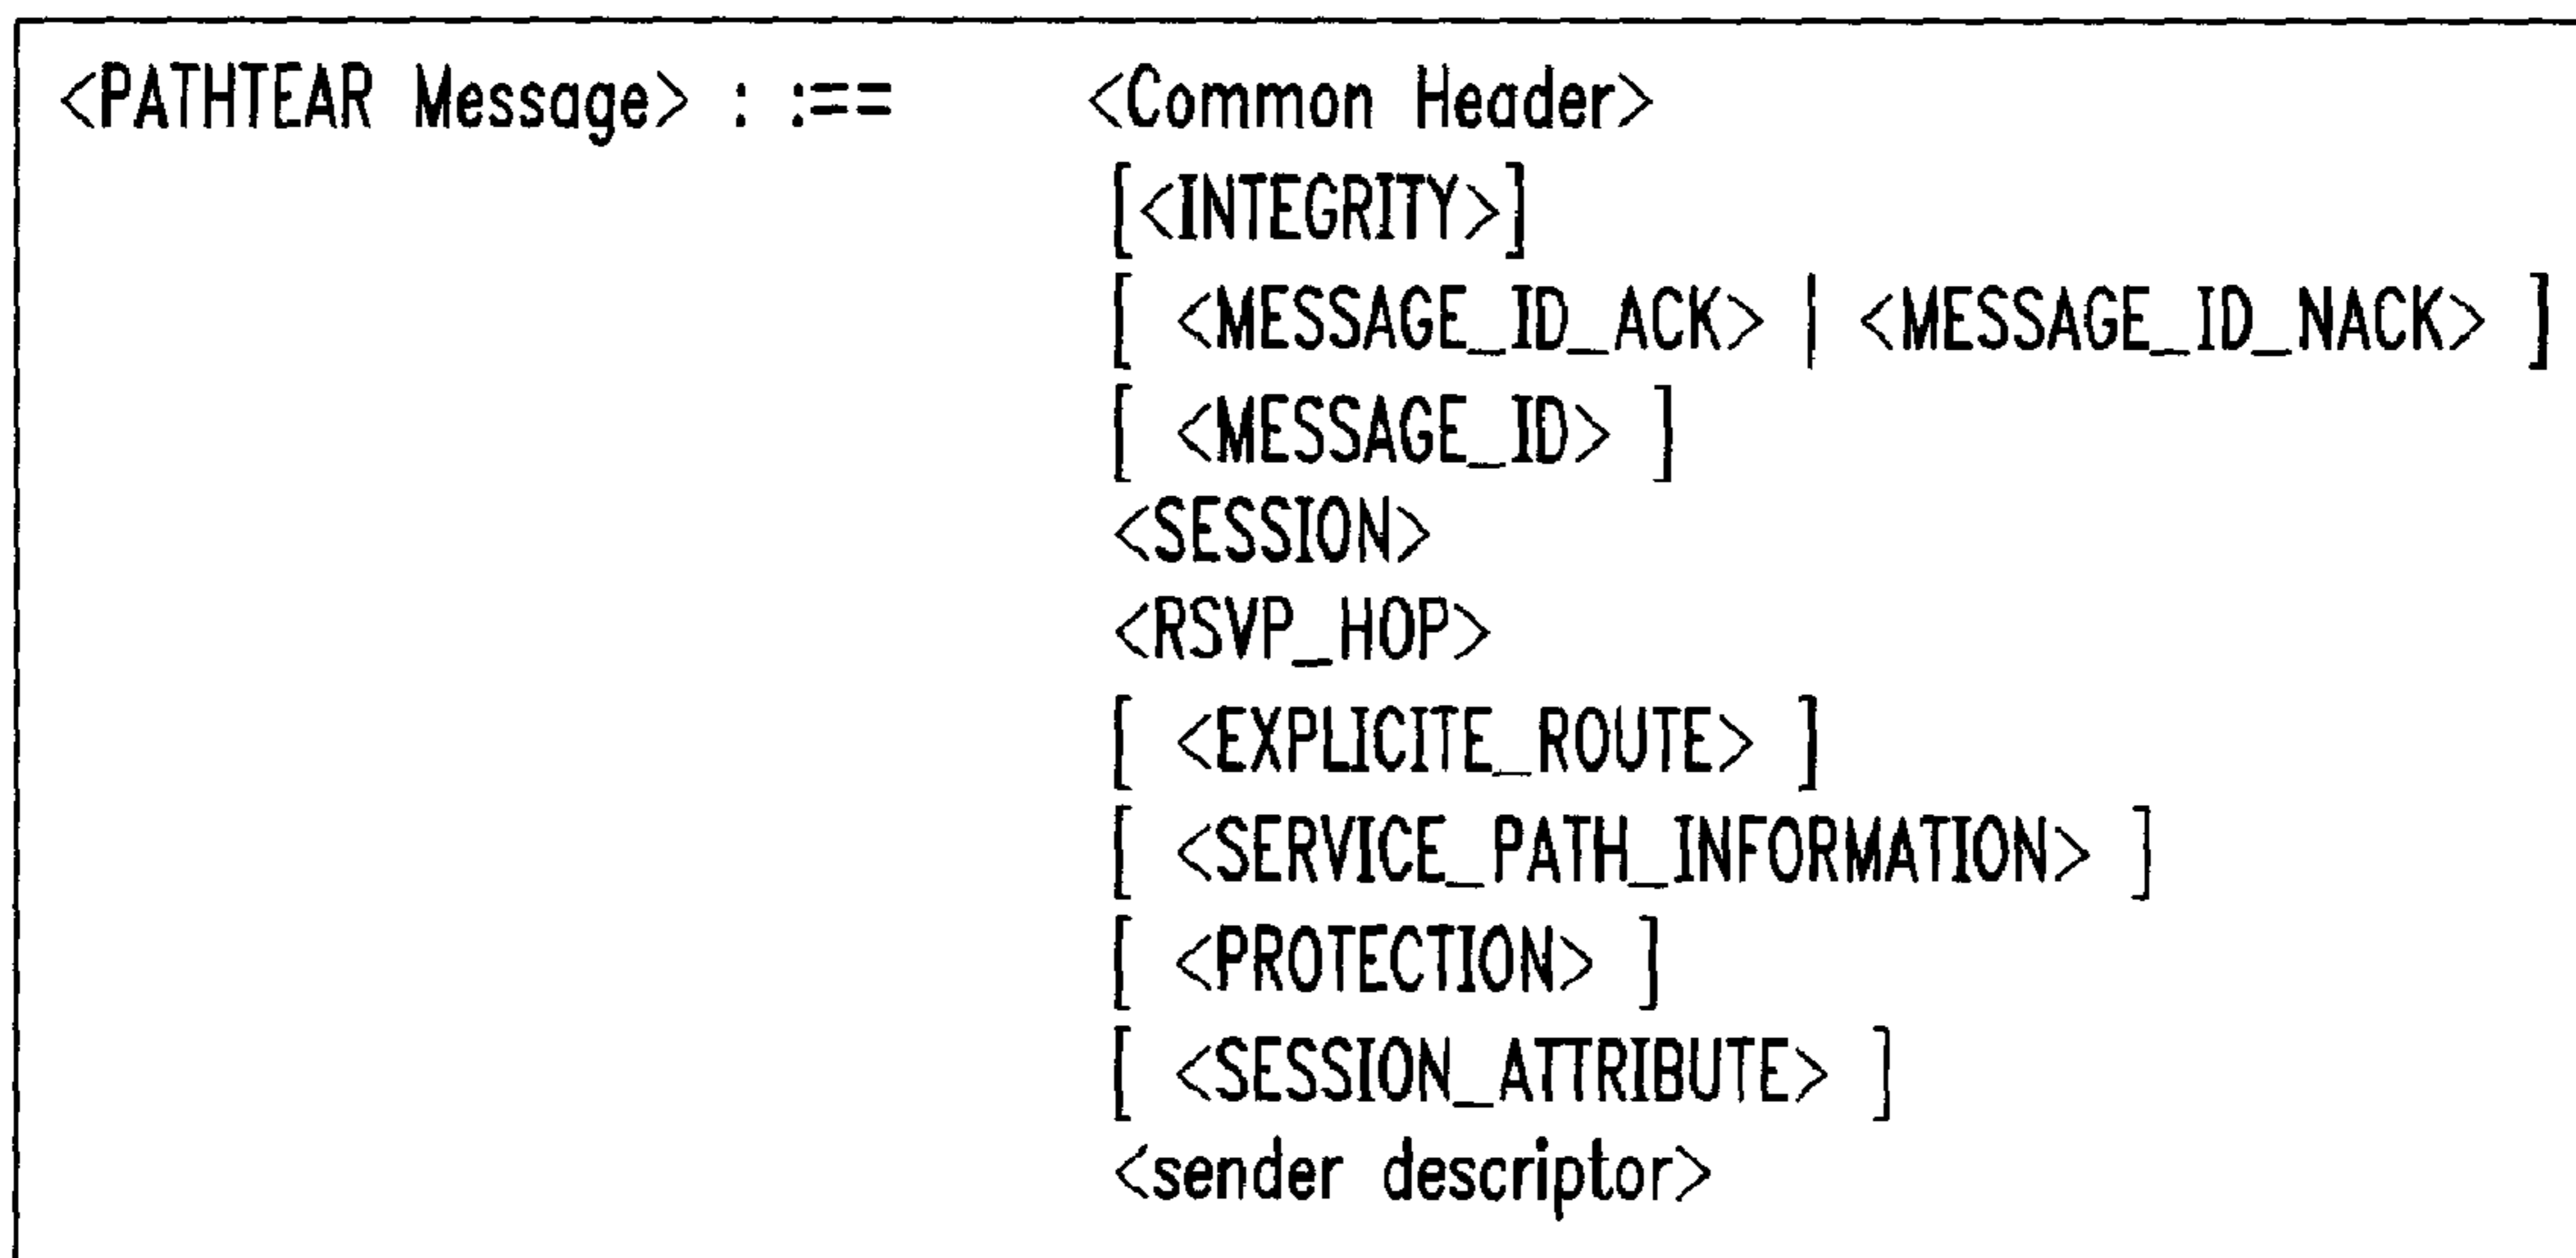 <PATHTEAR Message> : :== <Common Header>
[<INTEGRITY>]
[ <MESSAGE_ID_ACK> | <MESSAGE_ID_NACK> ]
[ <MESSAGE_ID> ]
<SESSION>
<RSVP_HOP>
[ <EXPLICITE_ROUTE> ]
[ <SERVICE_PATH_INFORMATION> ]
[ <PROTECTION> ]
[ <SESSION_ATTRIBUTE> ]
<sender descriptor>